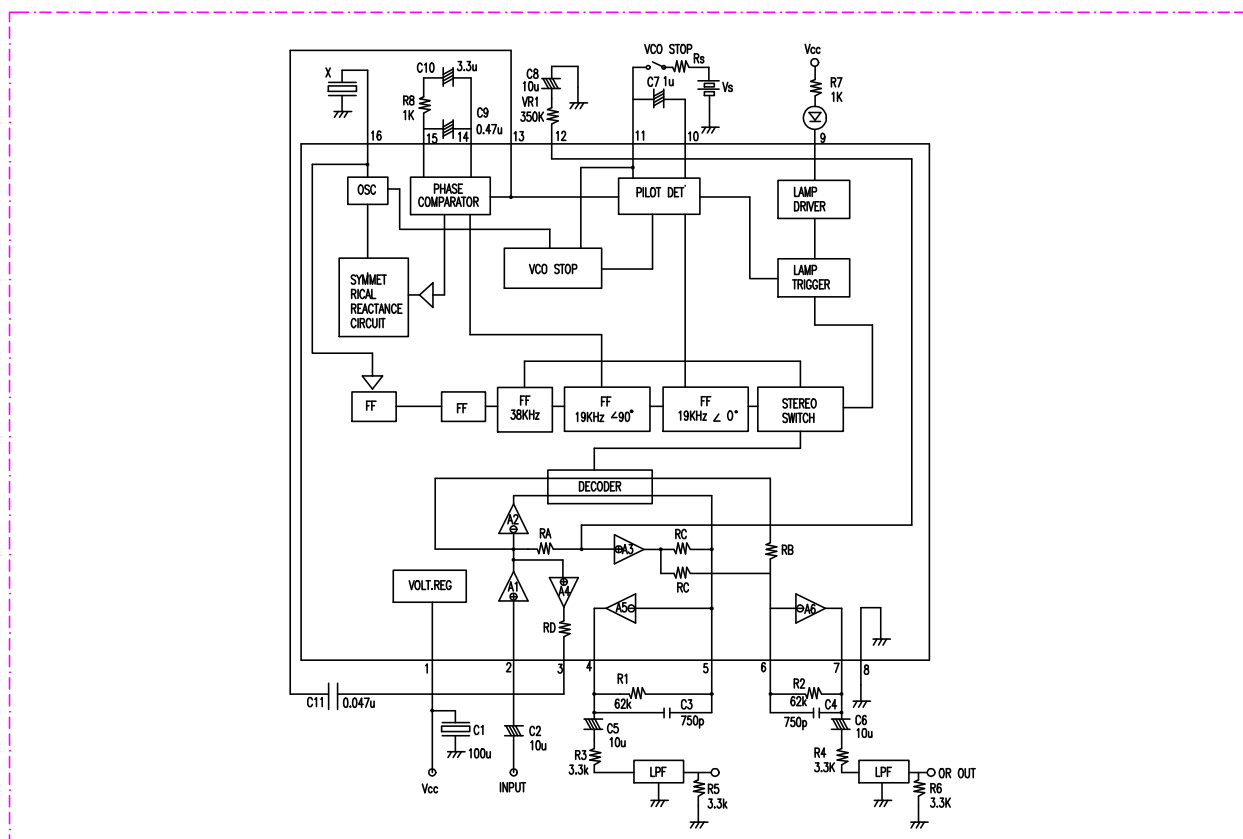 VCO STOP
Rs
Vcc
X
C10
3.3u
C8
10u
C7 1u
Vs
R7
1K
R8
1K
C9
0.47u
VR1
350K
16
15
14
13
12
11
10
9
OSC
PHASE
COMPARATOR
PILOT DET
LAMP
DRIVER
VCO STOP
LAMP
TRIGGER
SYMMET
RICAL
REACTANCE
CIRCUIT
FF
FF
FF
38KHz
FF
19KHz ∠90°
FF
19KHz ∠ 0°
STEREO
SWITCH
DECODER
A2
RA
A3
RC
RB
RC
VOLT.REG
A1
A4
A5
A6
RD
1
2
3
4
5
6
7
8
C11
0.047u
R1
62k
C3
750p
R2
62k
C4
750p
C1
100u
C2
10u
C5
10u
C6
10u
R3
3.3k
R4
3.3K
LPF
LPF
OR OUT
R5
3.3k
R6
3.3K
Vcc
INPUT